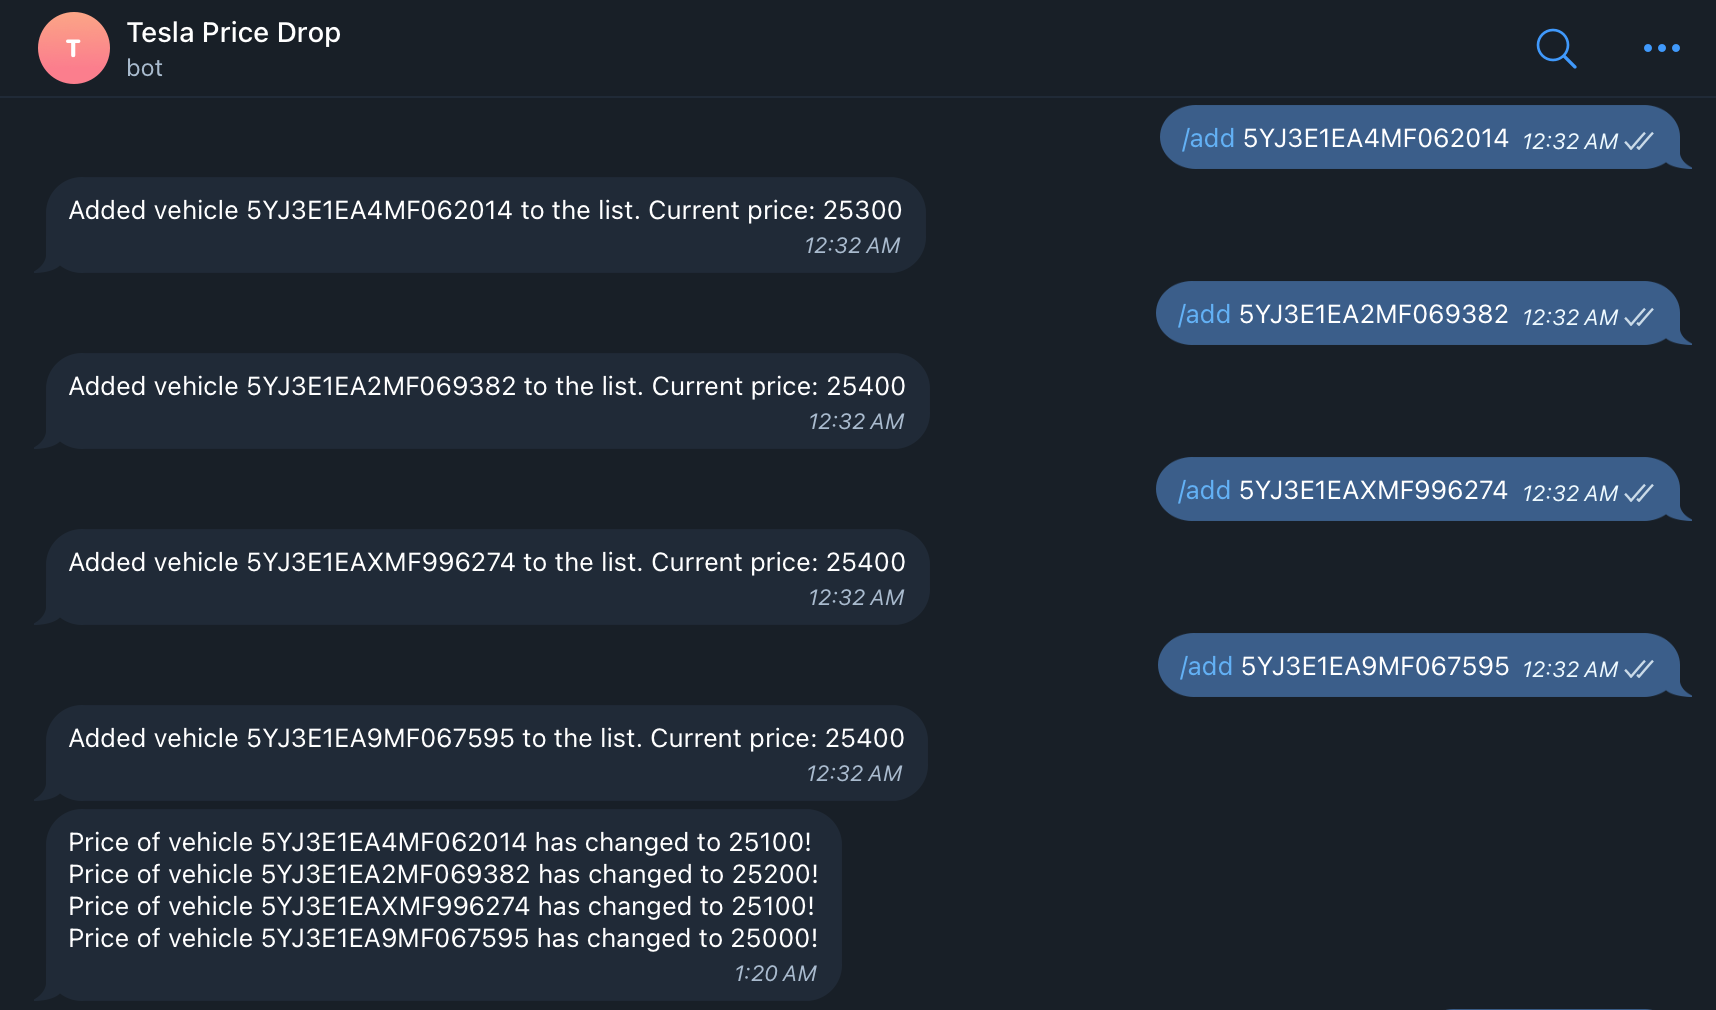 T
Tesla Price Drop
bot
/add 5YJ3E1EA4MF062014 12:32 AM
Added vehicle 5YJ3E1EA4MF062014 to the list. Current price: 25300
12:32 AM
/add 5YJ3E1EA2MF069382 12:32 AM
Added vehicle 5YJ3E1EA2MF069382 to the list. Current price: 25400
12:32 AM
/add 5YJ3E1EAXMF996274 12:32 AM
Added vehicle 5YJ3E1EAXMF996274 to the list. Current price: 25400
12:32 AM
/add 5YJ3E1EA9MF067595 12:32 AM
Added vehicle 5YJ3E1EA9MF067595 to the list. Current price: 25400
12:32 AM
Price of vehicle 5YJ3E1EA4MF062014 has changed to 25100!
Price of vehicle 5YJ3E1EA2MF069382 has changed to 25200!
Price of vehicle 5YJ3E1EAXMF996274 has changed to 25100!
Price of vehicle 5YJ3E1EA9MF067595 has changed to 25000!
1:20 AM